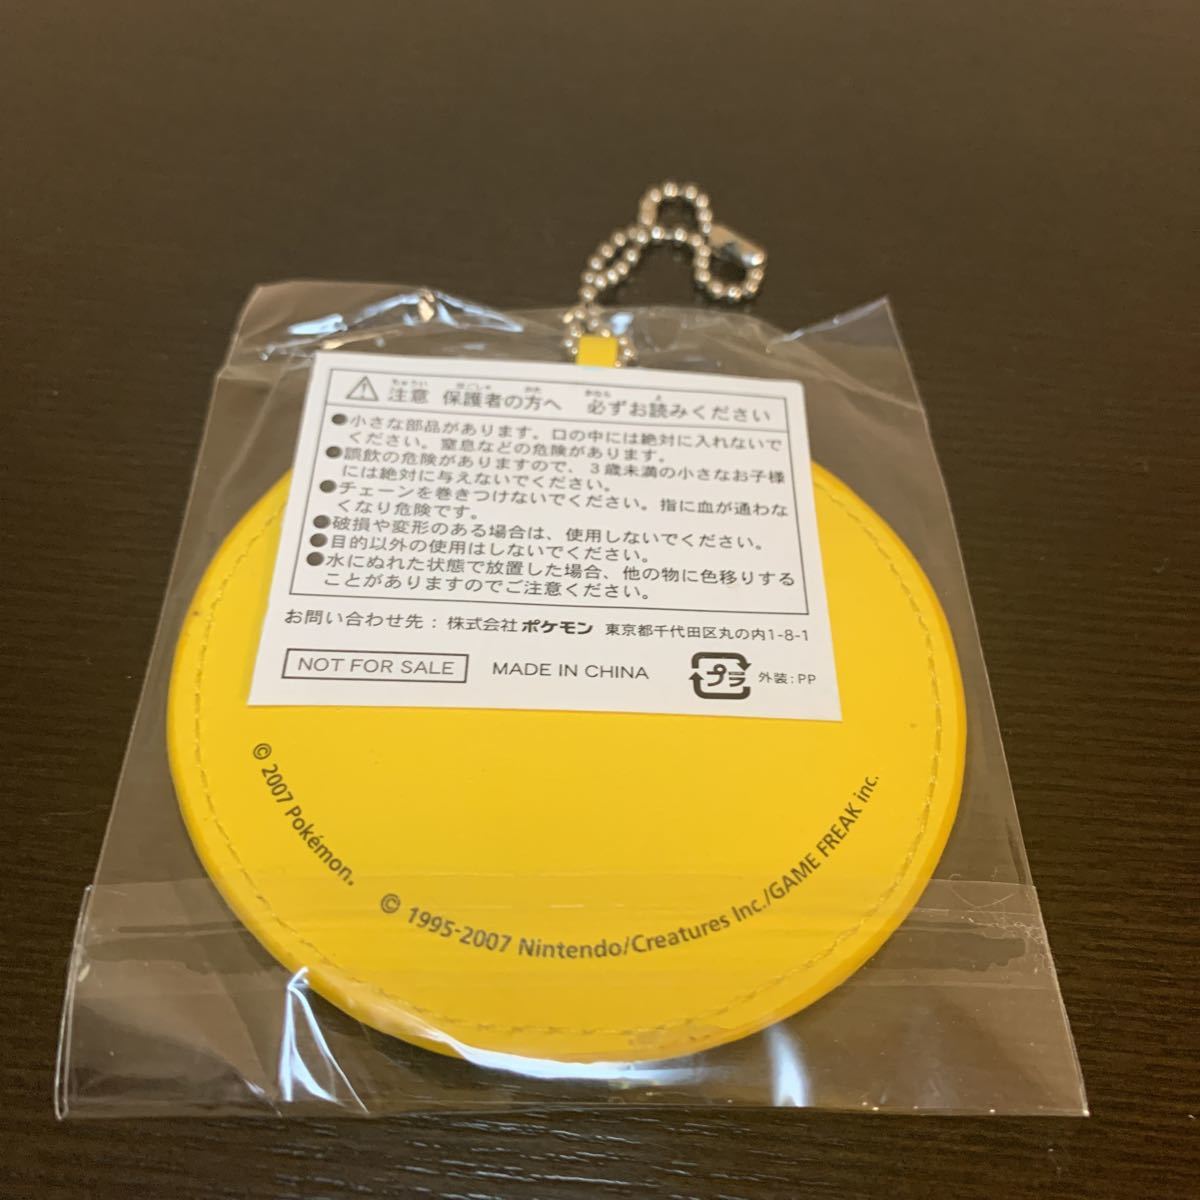 注意 保護者の方へ 必ずお読みください
●小さな部品があります。口の中には絶対に入れないで
ください。窒息などの危険があります。
●誤飲の危険がありますので、3歳未満の小さなお子様
には絶対に与えないでください。
●チェーンを巻きつけないでください。指に血が通わな
くなり危険です。
●破損や変形のある場合は、使用しないでください。
●目的以外の使用はしないでください。
●水にぬれた状態で放置した場合、他の物に色移りする
ことがありますのでご注意ください。
お問い合わせ先：株式会社 ポケモン 東京都千代田区丸の内1-8-1
NOT FOR SALE MADE IN CHINA プラ 外装：PP
© 2007 Pokémon.
© 1995-2007 Nintendo/Creatures Inc./GAME FREAK inc.